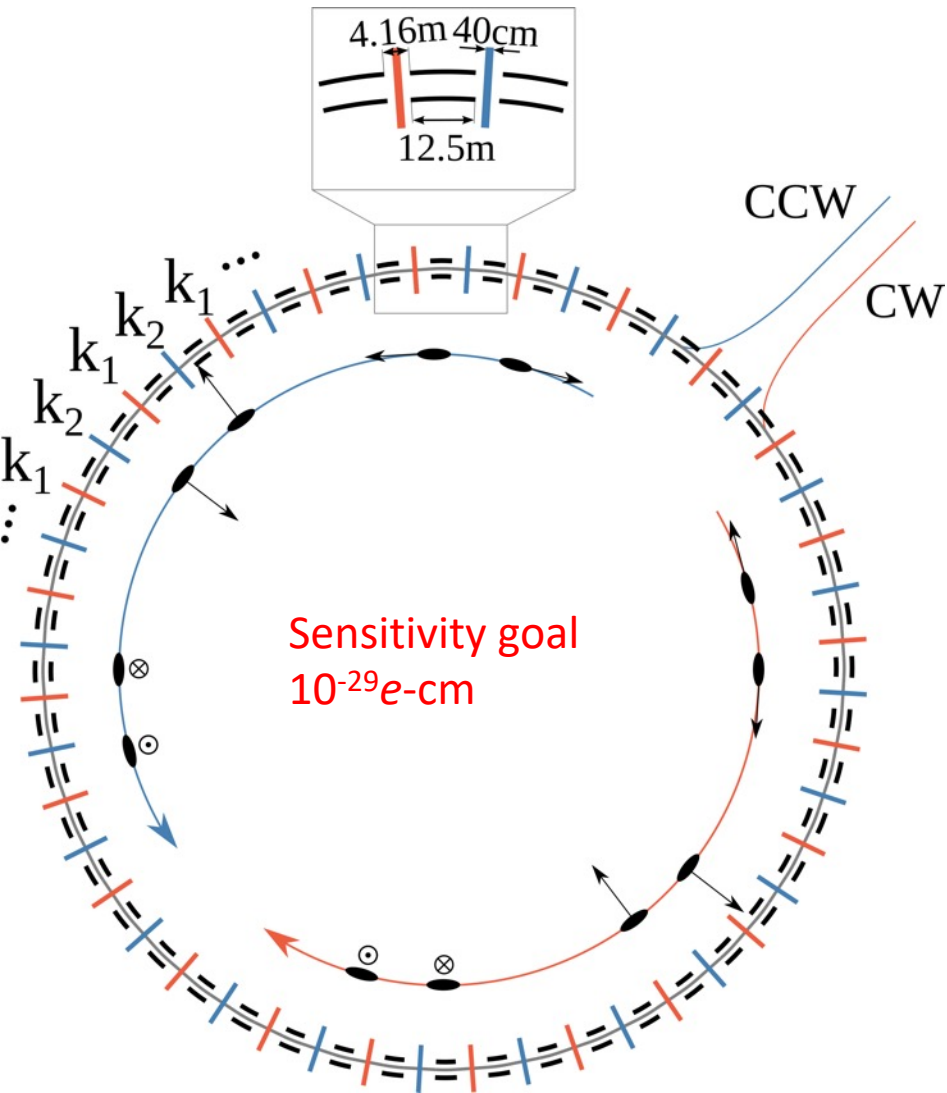 4.16m 40cm
12.5m
CCW
CW
...
k₁
k₂
k₁
k₂
k₁
...
Sensitivity goal
10⁻²⁹e-cm